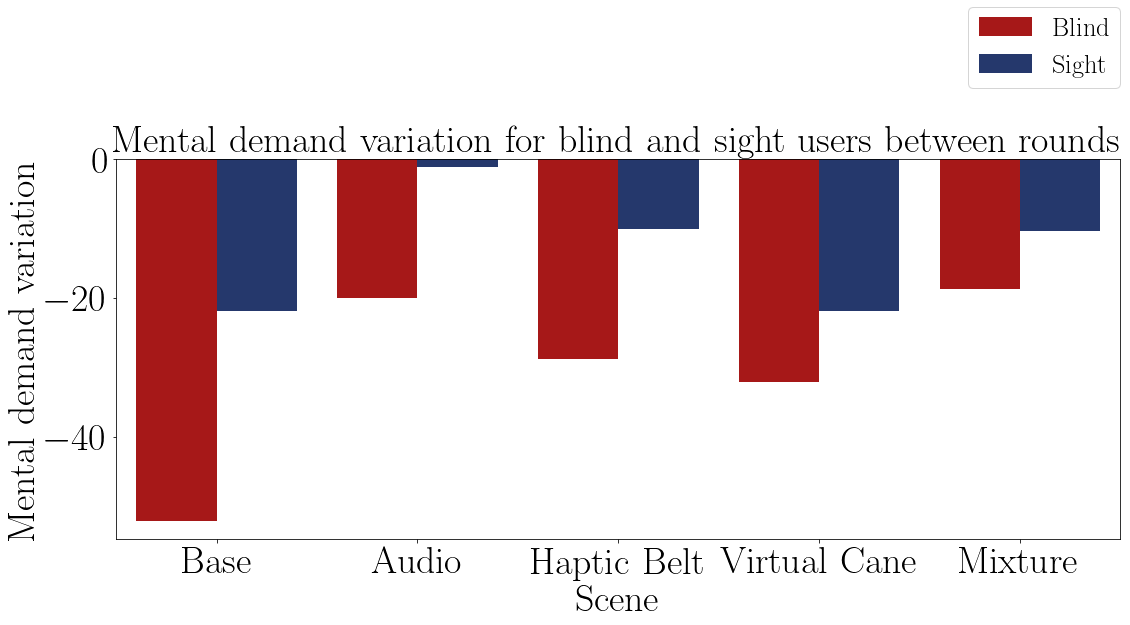 Blind
Sight
Mental demand variation for blind and sight users between rounds
Mental demand variation
0
−20
−40
Base Audio Haptic Belt Virtual Cane Mixture
Scene